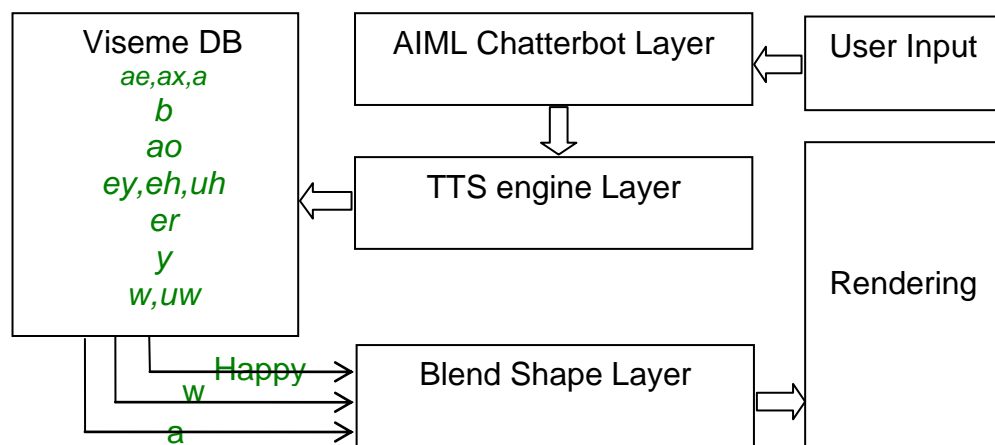 Viseme DB
ae,ax,a
b
ao
ey,eh,uh
er
y
w,uw
AIML Chatterbot Layer
User Input
TTS engine Layer
Rendering
Happy
w
a
Blend Shape Layer